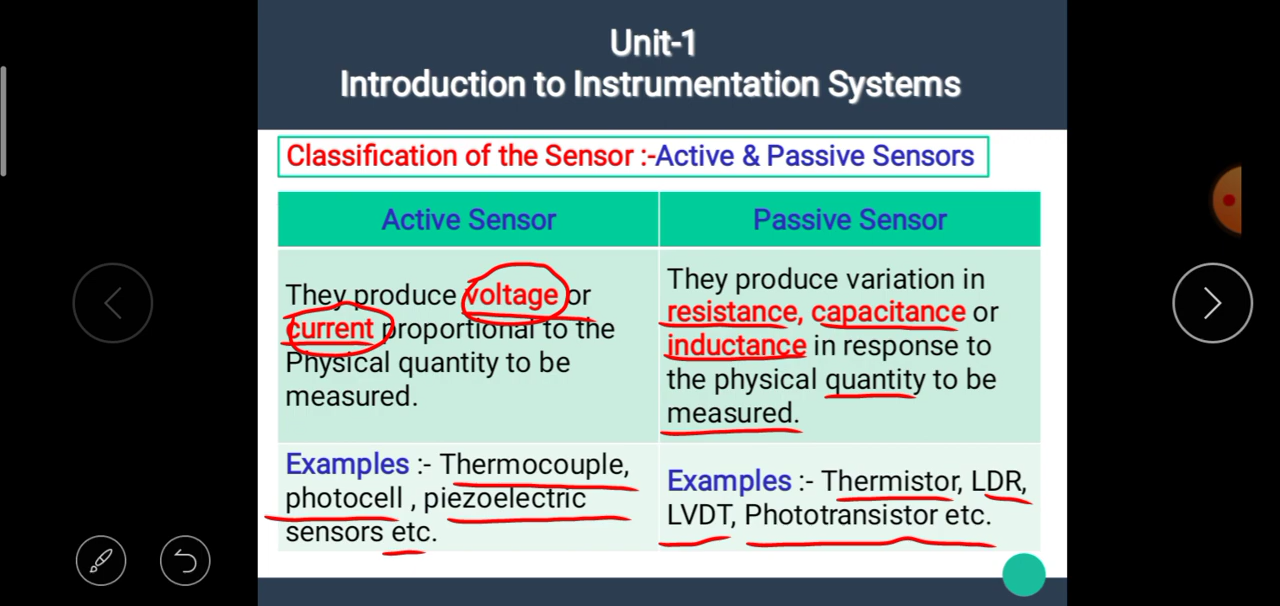 Unit-1
Introduction to Instrumentation Systems
Classification of the Sensor :-Active & Passive Sensors
Active Sensor
Passive Sensor
They produce voltage or
current proportional to the
Physical quantity to be
measured.
They produce variation in
resistance, capacitance or
inductance in response to
the physical quantity to be
measured.
Examples :- Thermocouple,
photocell , piezoelectric
sensors etc.
Examples :- Thermistor, LDR,
LVDT, Phototransistor etc.